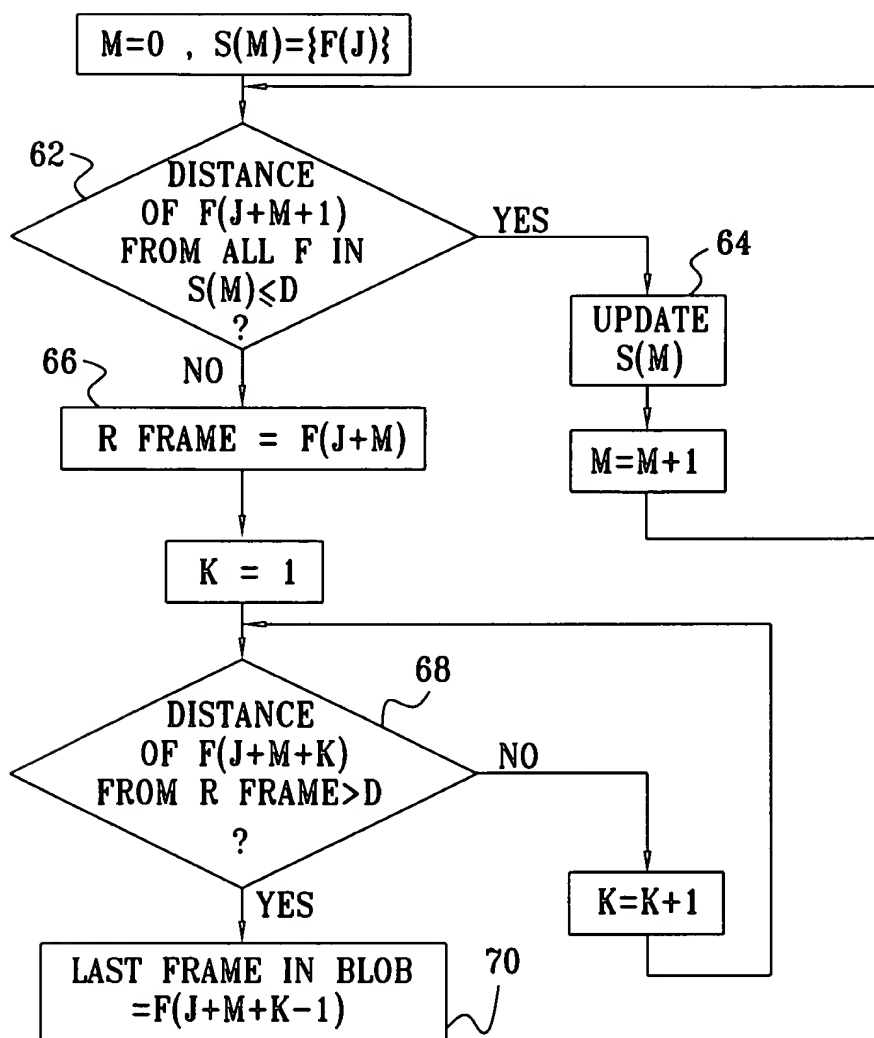 M=0 , S(M)={F(J)}
62
DISTANCE
OF F(J+M+1)
FROM ALL F IN
S(M)⩽D
?
YES
64
UPDATE
S(M)
M=M+1
NO
66
R FRAME = F(J+M)
K = 1
68
DISTANCE
OF F(J+M+K)
FROM R FRAME>D
?
NO
K=K+1
YES
LAST FRAME IN BLOB
=F(J+M+K-1)
70